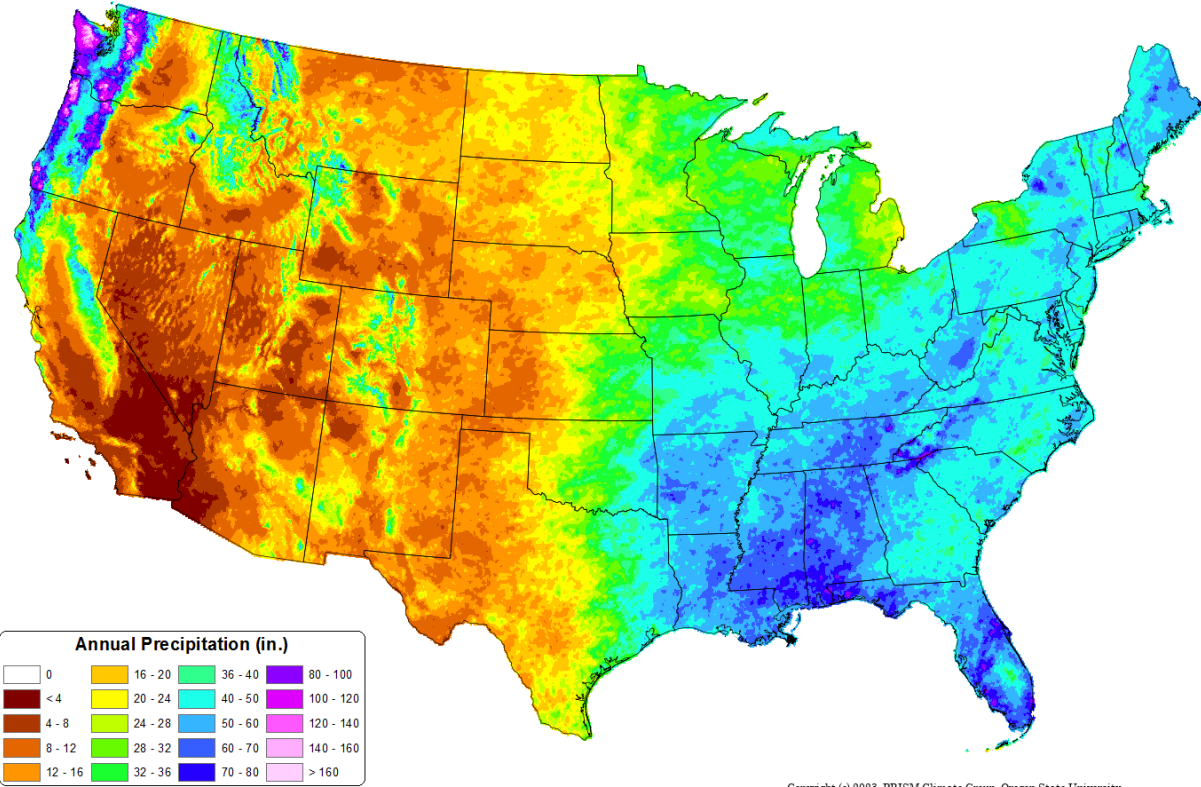 Annual Precipitation (in.)
0 16 - 20 36 - 40 80 - 100
< 4 20 - 24 40 - 50 100 - 120
4 - 8 24 - 28 50 - 60 120 - 140
8 - 12 28 - 32 60 - 70 140 - 160
12 - 16 32 - 36 70 - 80 > 160
Copyright (c) PRISM Climate Group, Oregon State University